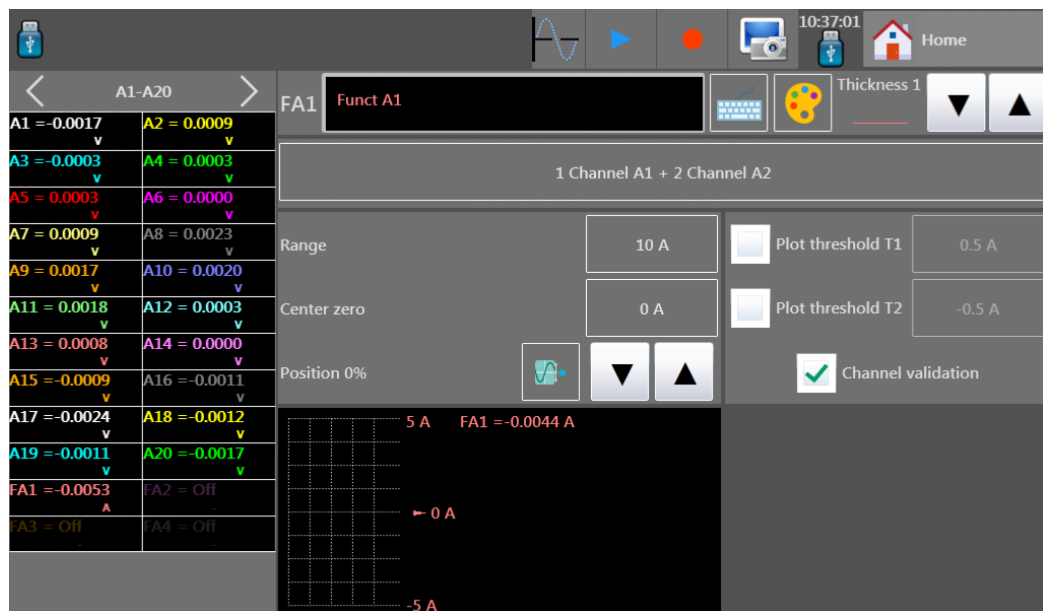 10:37:01
Home
A1-A20
FA1
Funct A1
Thickness 1
A1 =-0.0017
V
A2 = 0.0009
V
A3 =-0.0003
V
A4 = 0.0003
V
A5 = 0.0003
V
A6 = 0.0000
V
A7 = 0.0009
V
A8 = 0.0023
V
A9 = 0.0017
V
A10 = 0.0020
V
A11 = 0.0018
V
A12 = 0.0003
V
A13 = 0.0008
V
A14 = 0.0000
V
A15 =-0.0009
V
A16 =-0.0011
V
A17 =-0.0024
V
A18 =-0.0012
V
A19 =-0.0011
V
A20 =-0.0017
V
FA1 =-0.0053
A
FA2 = Off
-
FA3 = Off
-
FA4 = Off
-
1 Channel A1 + 2 Channel A2
Range
10 A
Center zero
0 A
Position 0%
Plot threshold T1
0.5 A
Plot threshold T2
-0.5 A
Channel validation
5 A
FA1 =-0.0044 A
0 A
-5 A